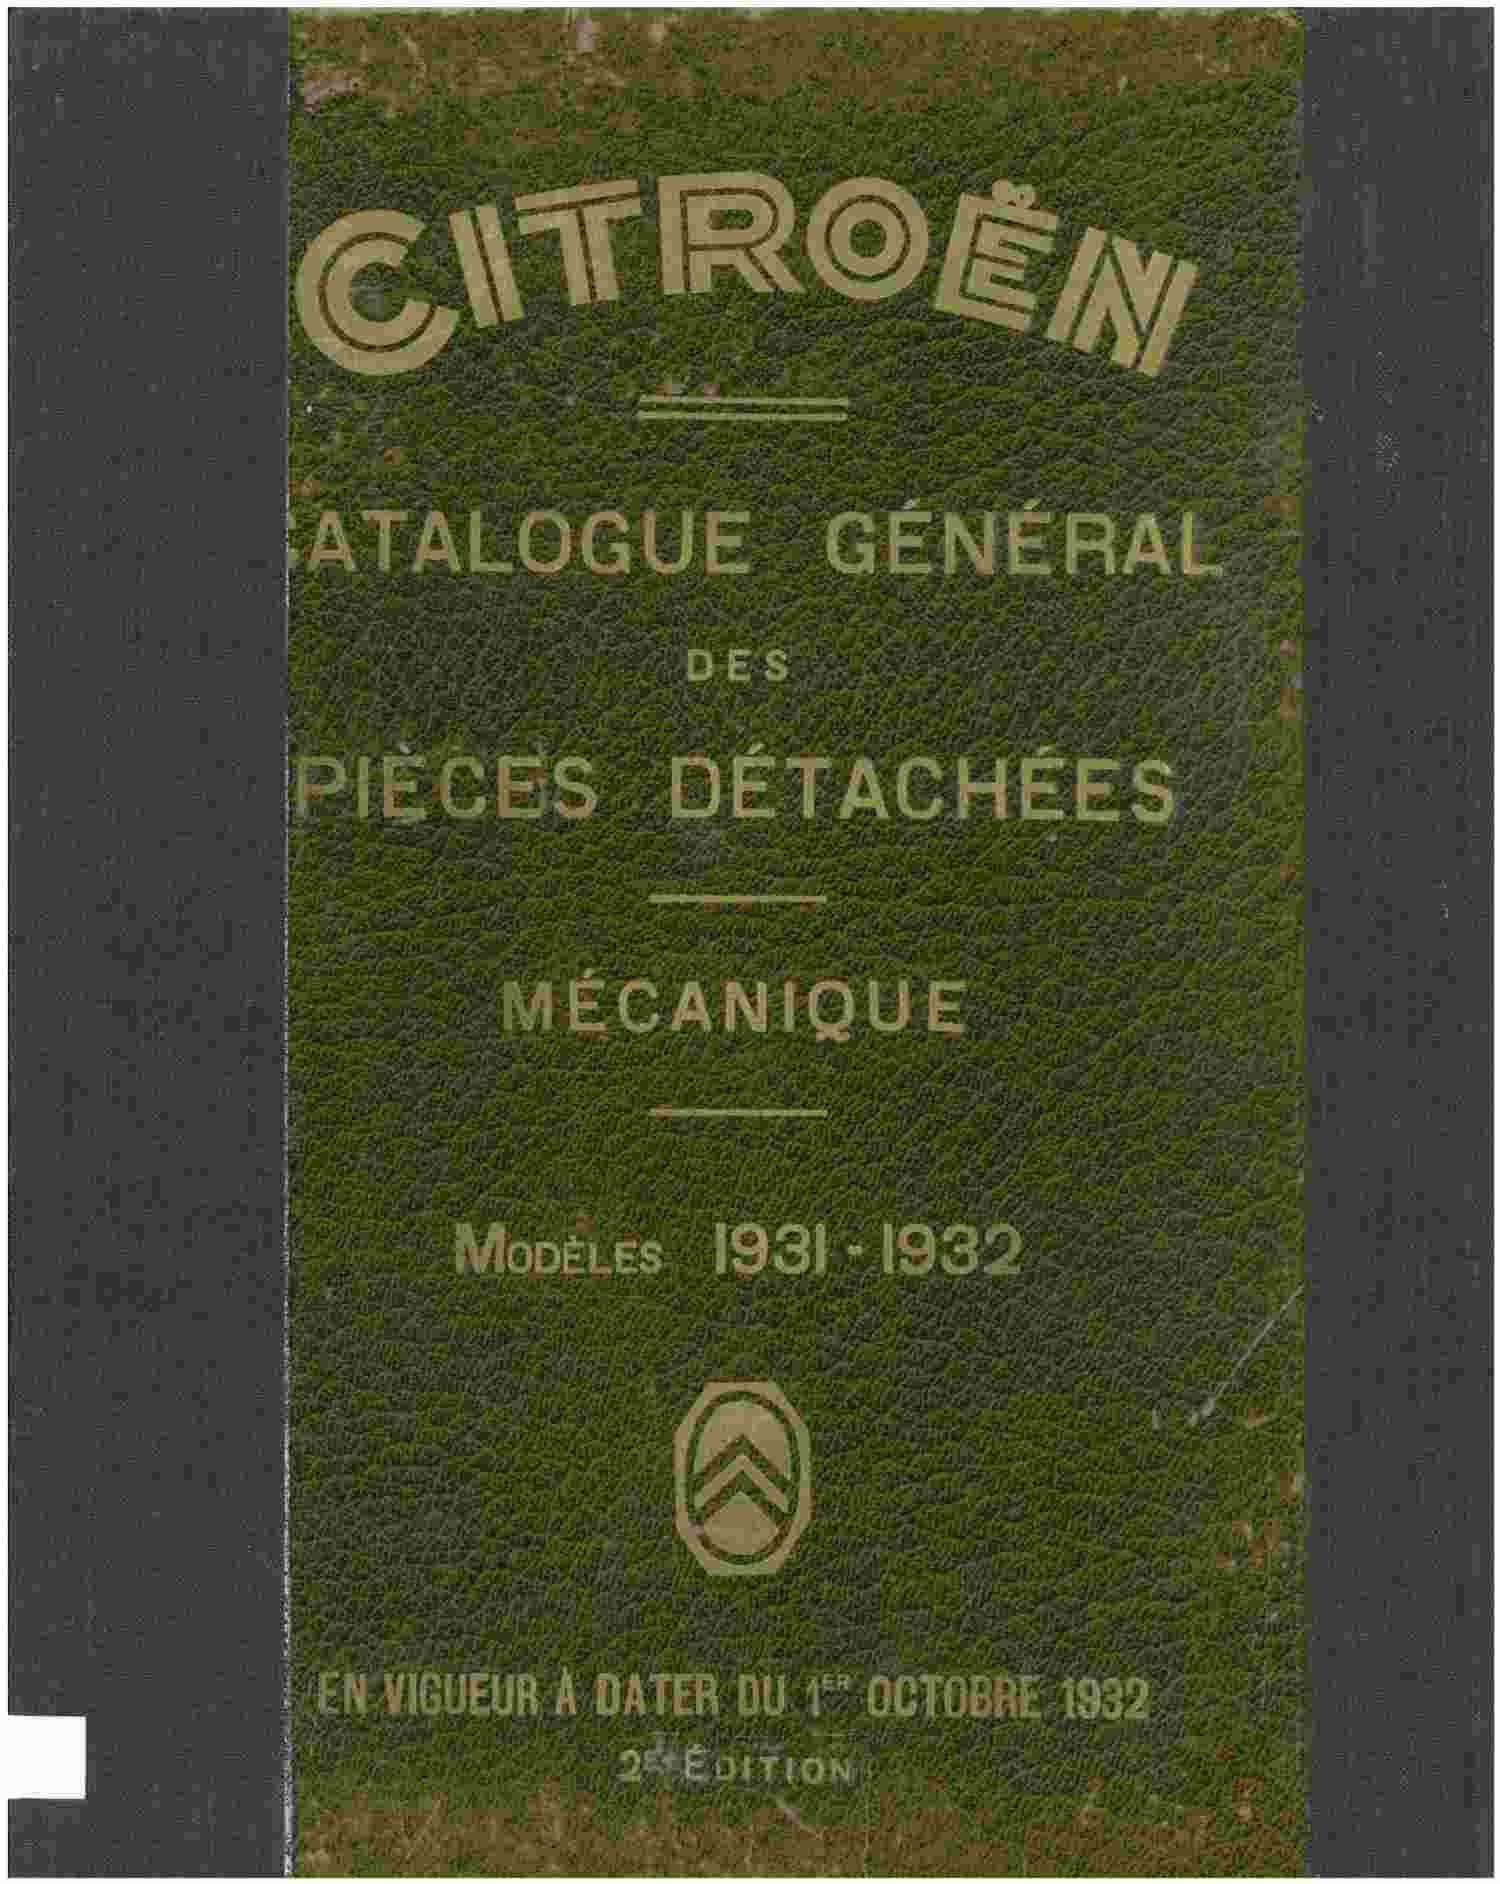 CITROËN
CATALOGUE GÉNÉRAL
DES
PIÈCES DÉTACHÉES
MÉCANIQUE
MODÈLES 1931-1932
EN VIGUEUR À DATER DU 1ER OCTOBRE 1932
2E ÉDITION